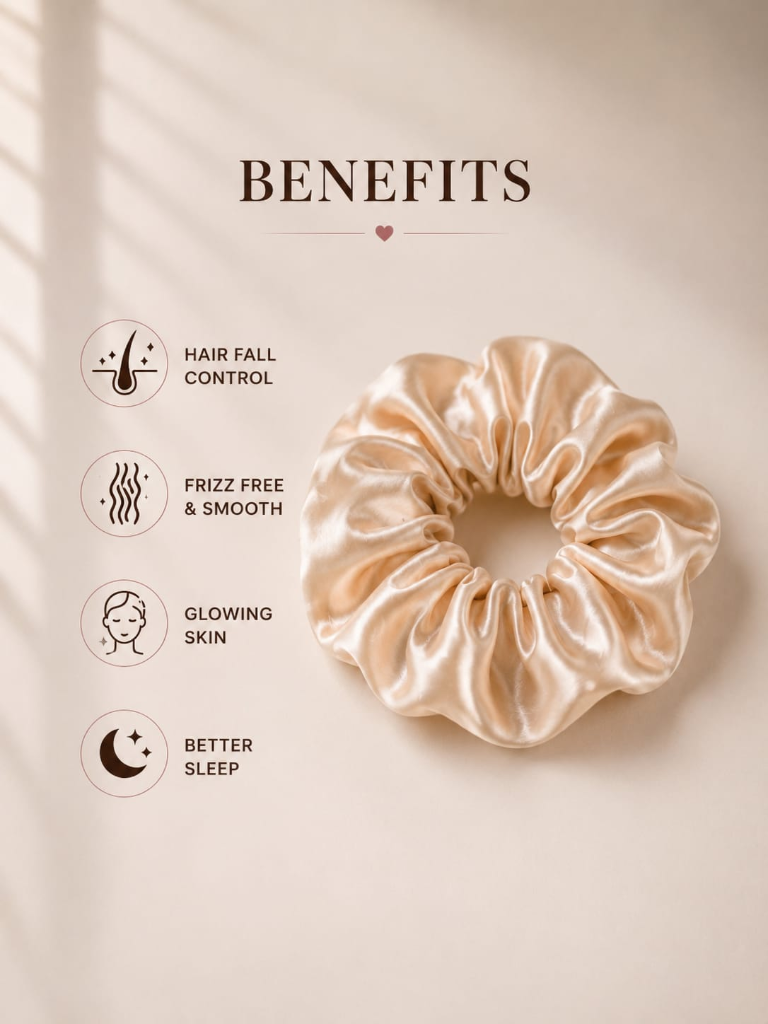 BENEFITS
HAIR FALL
CONTROL
FRIZZ FREE
& SMOOTH
GLOWING
SKIN
BETTER
SLEEP